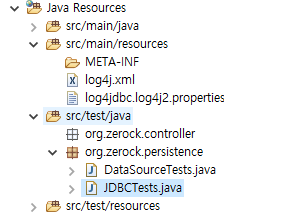 Java Resources
src/main/java
src/main/resources
META-INF
log4j.xml
log4jdbc.log4j2.properties
src/test/java
org.zerock.controller
org.zerock.persistence
DataSourceTests.java
JDBCTests.java
src/test/resources